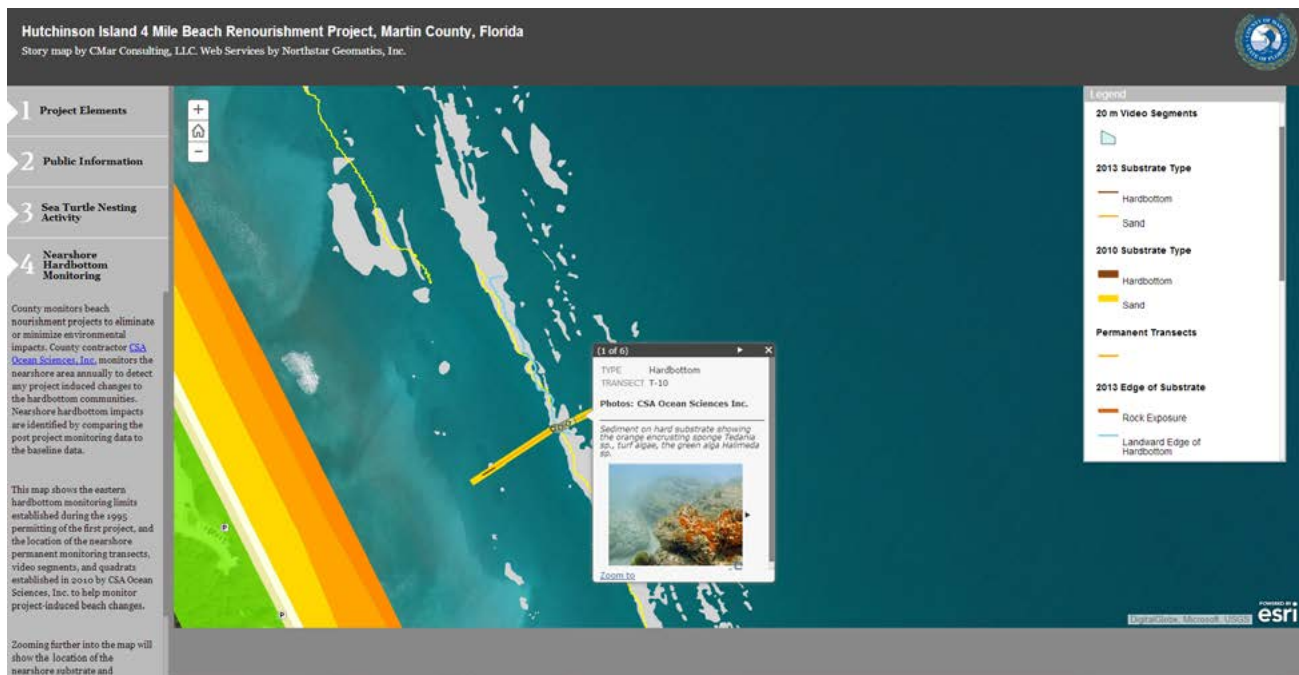 Hutchinson Island 4 Mile Beach Renourishment Project, Martin County, Florida
Story map by CMar Consulting, LLC. Web Services by Northstar Geomatics, Inc.
1 Project Elements
2 Public Information
3 Sea Turtle Nesting
Activity
4 Nearshore
Hardbottom
Monitoring
County monitors beach
nourishment projects to eliminate
or minimize environmental
impacts. County contractor CSA
Ocean Sciences, Inc. monitors the
nearshore area annually to detect
any project induced changes to
the hardbottom communities.
Nearshore hardbottom impacts
are identified by comparing the
post project monitoring data to
the baseline data.
This map shows the eastern
hardbottom monitoring limits
established during the 1995
permitting of the first project, and
the location of the nearshore
permanent monitoring transects,
video segments, and quadrats
established in 2010 by CSA Ocean
Sciences, Inc. to help monitor
project-induced beach changes.
Zooming further into the map will
show the location of the
nearshore substrate and
+
-
P
P
(1 of 6)
TYPE Hardbottom
TRANSECT T-10
Photos: CSA Ocean Sciences Inc.
Sediment on hard substrate showing
the orange encrusting sponge Tedania
sp., turf algae, the green alga Halimeda
sp.
Zoom to
Legend
20 m Video Segments
2013 Substrate Type
Hardbottom
Sand
2010 Substrate Type
Hardbottom
Sand
Permanent Transects
2013 Edge of Substrate
Rock Exposure
Landward Edge of
Hardbottom
DigitalGlobe, Microsoft, USGS
POWERED BY
esri